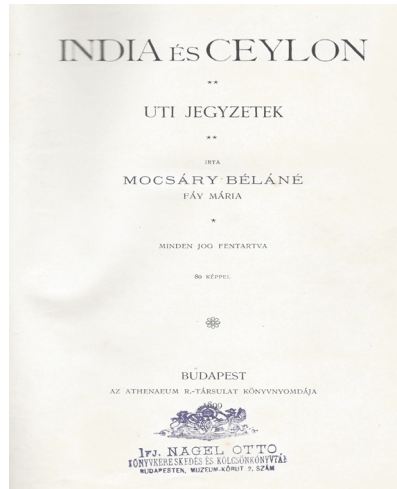 INDIA ÉS CEYLON
**
UTI JEGYZETEK
**
IRTA
MOCSÁRY BÉLÁNÉ
FÁY MÁRIA
*
MINDEN JOG FENTARTVA
80 KÉPPEL
BUDAPEST
AZ ATHENAEUM R.-TÁRSULAT KÖNYVNYOMDÁJA
IFJ. NAGEL OTTO
KÖNYVKERESKEDÉS ÉS KÖLCSÖNKÖNYVTÁR
BUDAPESTEN, MUZEUM-KÖRUT 2. SZÁM